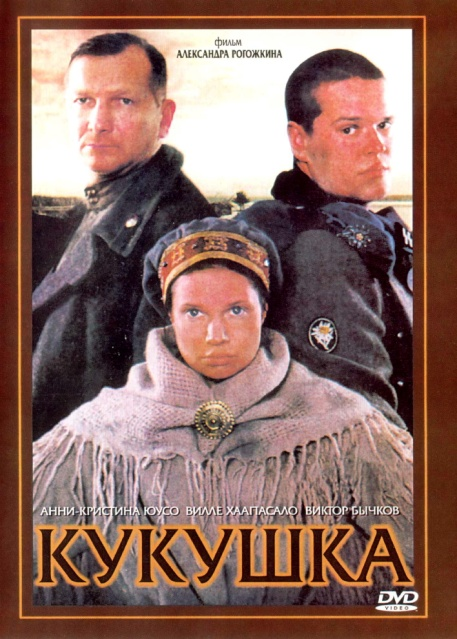 фильм
АЛЕКСАНДРА РОГОЖКИНА
АННИ-КРИСТИНА ЮУСО ВИЛЛЕ ХААПАСАЛО ВИКТОР БЫЧКОВ
КУКУШКА
DVD
VIDEO